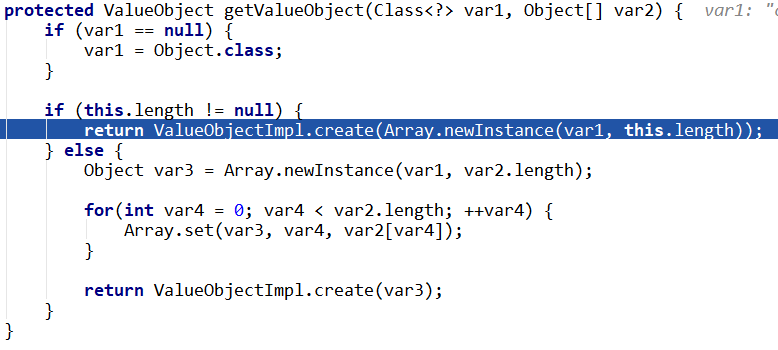 protected ValueObject getValueObject(Class<?> var1, Object[] var2) {  var1: "
    if (var1 == null) {
        var1 = Object.class;
    }

    if (this.length != null) {
        return ValueObjectImpl.create(Array.newInstance(var1, this.length));
    } else {
        Object var3 = Array.newInstance(var1, var2.length);

        for(int var4 = 0; var4 < var2.length; ++var4) {
            Array.set(var3, var4, var2[var4]);
        }

        return ValueObjectImpl.create(var3);
    }
}